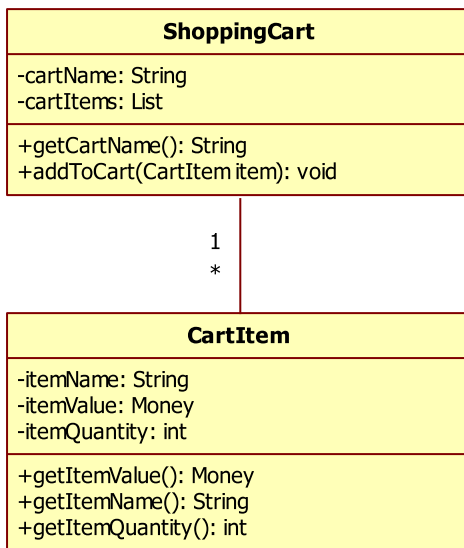 ShoppingCart
-cartName: String
-cartItems: List
+getCartName(): String
+addToCart(CartItem item): void
1
*
CartItem
-itemName: String
-itemValue: Money
-itemQuantity: int
+getItemValue(): Money
+getItemName(): String
+getItemQuantity(): int